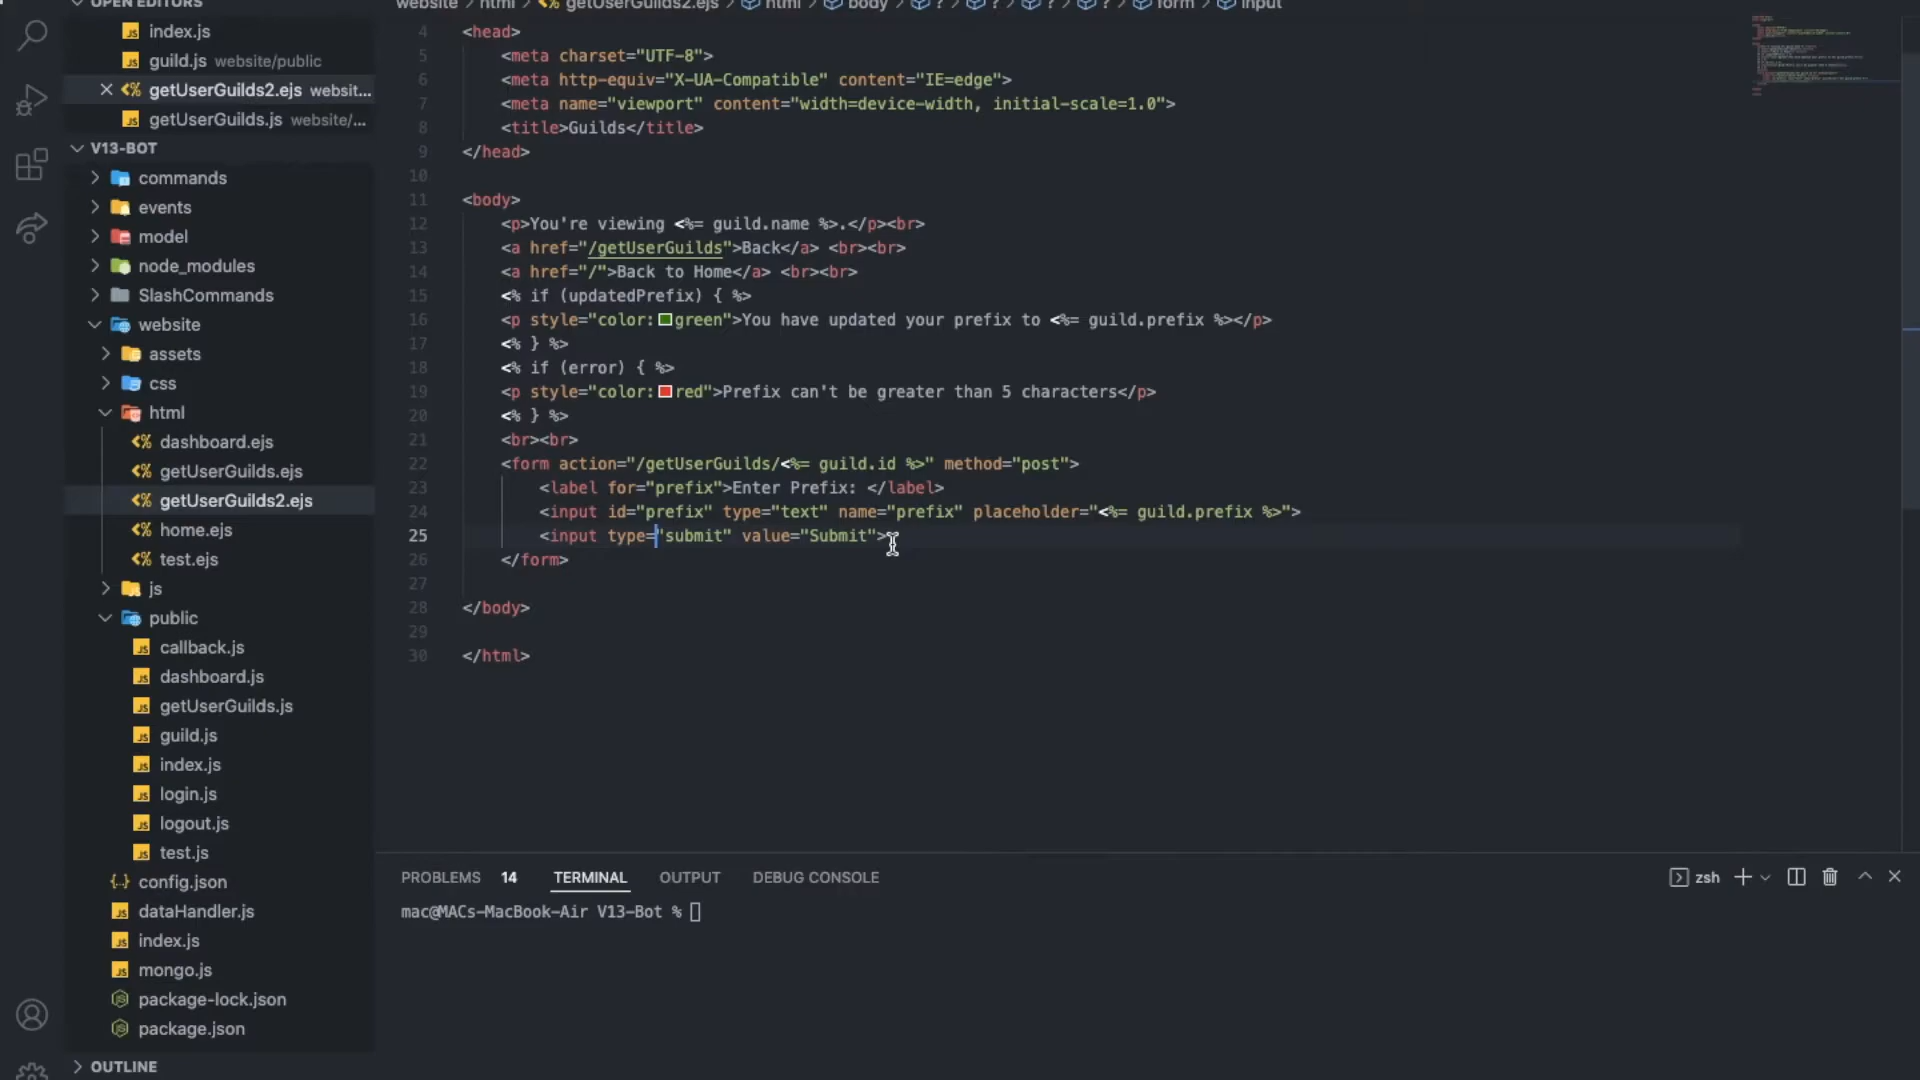 OPEN EDITORS
index.js
guild.js website/public
getUserGuilds2.ejs websit...
getUserGuilds.js website/...
V13-BOT
commands
events
model
node_modules
SlashCommands
website
assets
css
html
dashboard.ejs
getUserGuilds.ejs
getUserGuilds2.ejs
home.ejs
test.ejs
js
public
callback.js
dashboard.js
getUserGuilds.js
guild.js
index.js
login.js
logout.js
test.js
config.json
dataHandler.js
index.js
mongo.js
package-lock.json
package.json
OUTLINE
website > html > getUserGuilds2.ejs > html > body > ? > ? > ? > ? > form > input
4 <head>
5 <meta charset="UTF-8">
6 <meta http-equiv="X-UA-Compatible" content="IE=edge">
7 <meta name="viewport" content="width=device-width, initial-scale=1.0">
8 <title>Guilds</title>
9 </head>
10
11 <body>
12 <p>You're viewing <%= guild.name %>.</p><br>
13 <a href="/getUserGuilds">Back</a> <br><br>
14 <a href="/">Back to Home</a> <br><br>
15 <% if (updatedPrefix) { %>
16 <p style="color:green">You have updated your prefix to <%= guild.prefix %></p>
17 <% } %>
18 <% if (error) { %>
19 <p style="color:red">Prefix can't be greater than 5 characters</p>
20 <% } %>
21 <br><br>
22 <form action="/getUserGuilds/<%= guild.id %>" method="post">
23 <label for="prefix">Enter Prefix: </label>
24 <input id="prefix" type="text" name="prefix" placeholder="<%= guild.prefix %>">
25 <input type="submit" value="Submit">
26 </form>
27
28 </body>
29
30 </html>
PROBLEMS 14 TERMINAL OUTPUT DEBUG CONSOLE
zsh
mac@MACs-MacBook-Air V13-Bot %